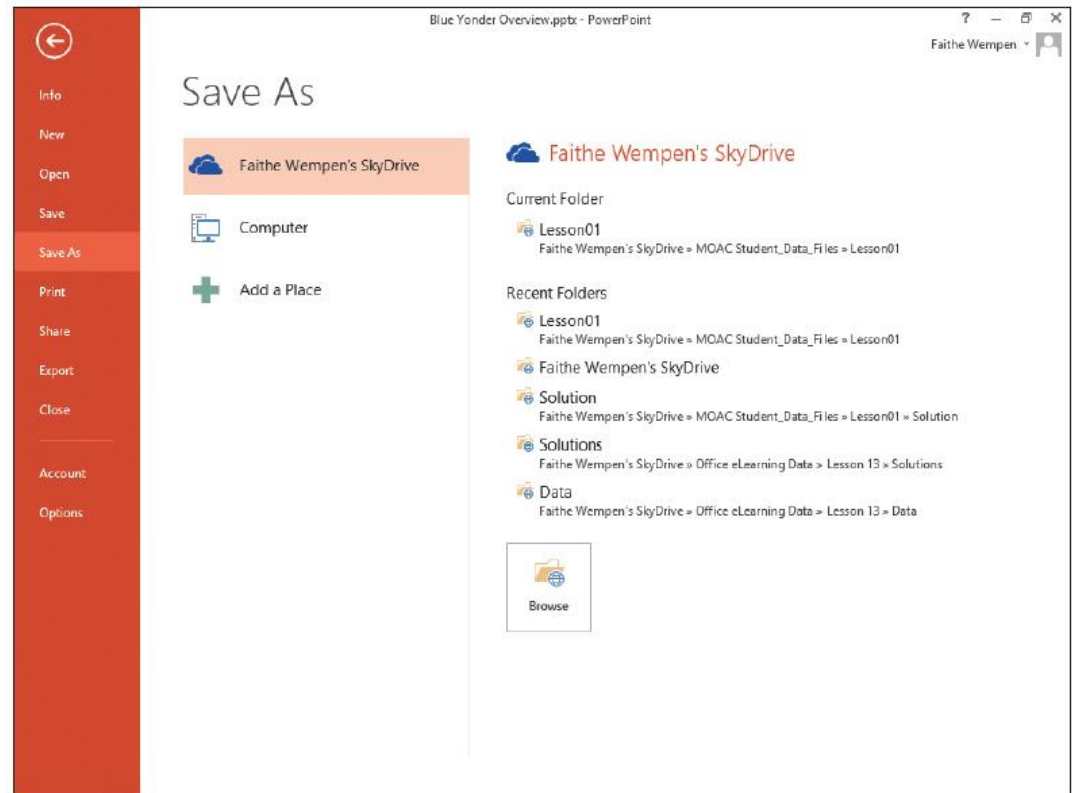 Blue Yonder Overview.pptx - PowerPoint
?
Faithe Wempen
Info
New
Open
Save
Save As
Print
Share
Export
Close
Account
Options
Save As
Faithe Wempen's SkyDrive
Computer
Add a Place
Faithe Wempen's SkyDrive
Current Folder
Lesson01
Faithe Wempen's SkyDrive » MOAC Student_Data_Files » Lesson01
Recent Folders
Lesson01
Faithe Wempen's SkyDrive » MOAC Student_Data_Files » Lesson01
Faithe Wempen's SkyDrive
Solution
Faithe Wempen's SkyDrive » MOAC Student_Data_Files » Lesson01 » Solution
Solutions
Faithe Wempen's SkyDrive » Office eLearning Data » Lesson 13 » Solutions
Data
Faithe Wempen's SkyDrive » Office eLearning Data » Lesson 13 » Data
Browse